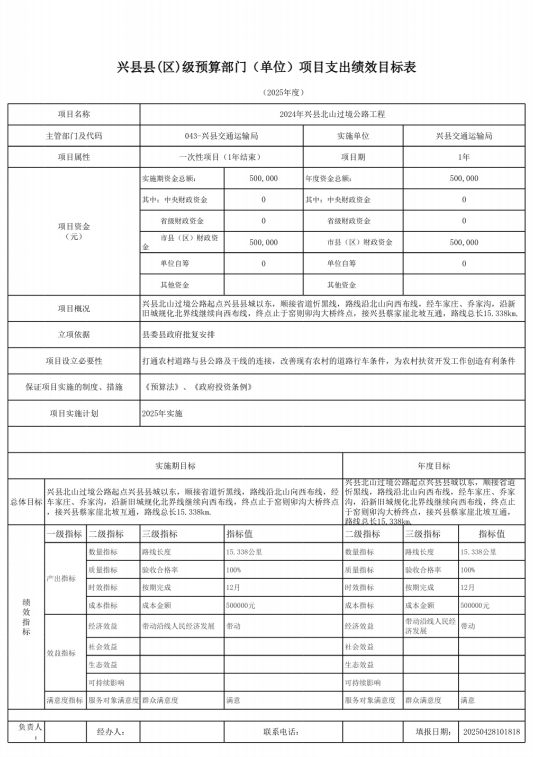 兴县县(区)级预算部门（单位）项目支出绩效目标表
（2025年度）
项目名称 2024年兴县北山过境公路工程
主管部门及代码 043-兴县交通运输局 实施单位 兴县交通运输局
项目属性 一次性项目（1年结束） 项目期 1年
项目资金（元）
实施期资金总额： 500,000 年度资金总额： 500,000
其中：中央财政资金 0 其中：中央财政资金 0
省级财政资金 0 省级财政资金 0
市县（区）财政资金 500,000 市县（区）财政资金 500,000
单位自筹 0 单位自筹 0
其他资金 其他资金
项目概况 兴县北山过境公路起点兴县县城以东，顺接省道忻黑线，路线沿北山向西布线，经车家庄、乔家沟，沿新
旧城规化北界线继续向西布线，终点止于窑则卯沟大桥终点，接兴县蔡家崖北坡互通，路线总长15.338km.
立项依据 县委县政府批复安排
项目设立必要性 打通农村道路与县公路及干线的连接，改善现有农村的道路行车条件，为农村扶贫开发工作创造有利条件
保证项目实施的制度、措施 《预算法》、《政府投资条例》
项目实施计划 2025年实施
实施期目标 年度目标
总体目标
兴县北山过境公路起点兴县县城以东，顺接省道忻黑线，路线沿北山向西布线，经
车家庄、乔家沟，沿新旧城规化北界线继续向西布线，终点止于窑则卯沟大桥终点
，接兴县蔡家崖北坡互通，路线总长15.338km.
兴县北山过境公路起点兴县县城以东，顺接省道
忻黑线，路线沿北山向西布线，经车家庄、乔家
沟，沿新旧城规化北界线继续向西布线，终点止
于窑则卯沟大桥终点，接兴县蔡家崖北坡互通，
路线总长15.338km.
绩效指标
一级指标 二级指标 三级指标 指标值 二级指标 三级指标 指标值
产出指标
数量指标 路线长度 15.338公里 数量指标 路线长度 15.338公里
质量指标 验收合格率 100% 质量指标 验收合格率 100%
时效指标 按期完成 12月 时效指标 按期完成 12月
成本指标 成本金额 500000元 成本指标 成本金额 500000元
效益指标
经济效益 带动沿线人民经济发展 带动 经济效益 带动沿线人民经济发展 带动
社会效益 社会效益
生态效益 生态效益
可持续影响 可持续影响
满意度指标 服务对象满意度 群众满意度 满意 服务对象满意度 群众满意度 满意
负责人： 经办人： 联系电话： 填报日期： 20250428101818